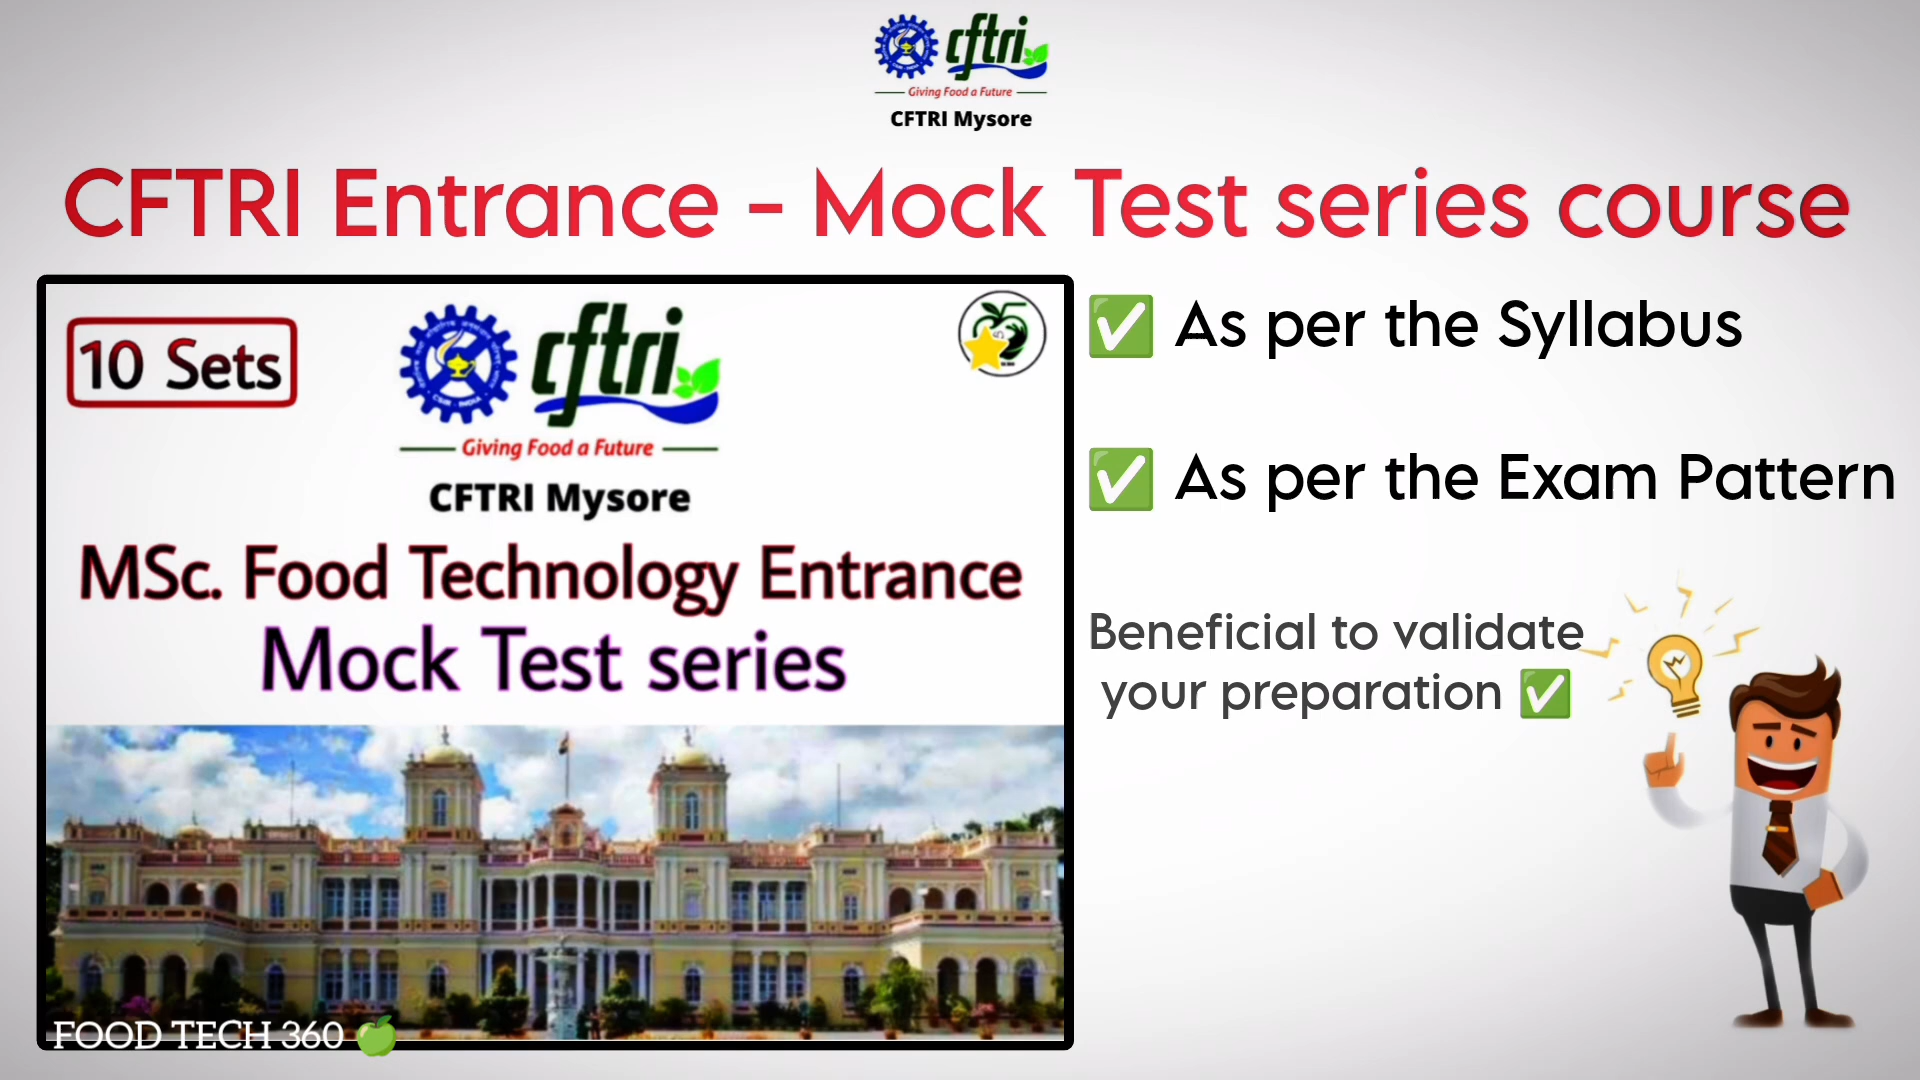 cftri
Giving Food a Future
CFTRI Mysore
CFTRI Entrance - Mock Test series course
10 Sets
cftri
CSIR - INDIA
Giving Food a Future
CFTRI Mysore
MSc. Food Technology Entrance
Mock Test series
FOOD TECH 360 🍏
✅ As per the Syllabus
✅ As per the Exam Pattern
Beneficial to validate
your preparation ✅